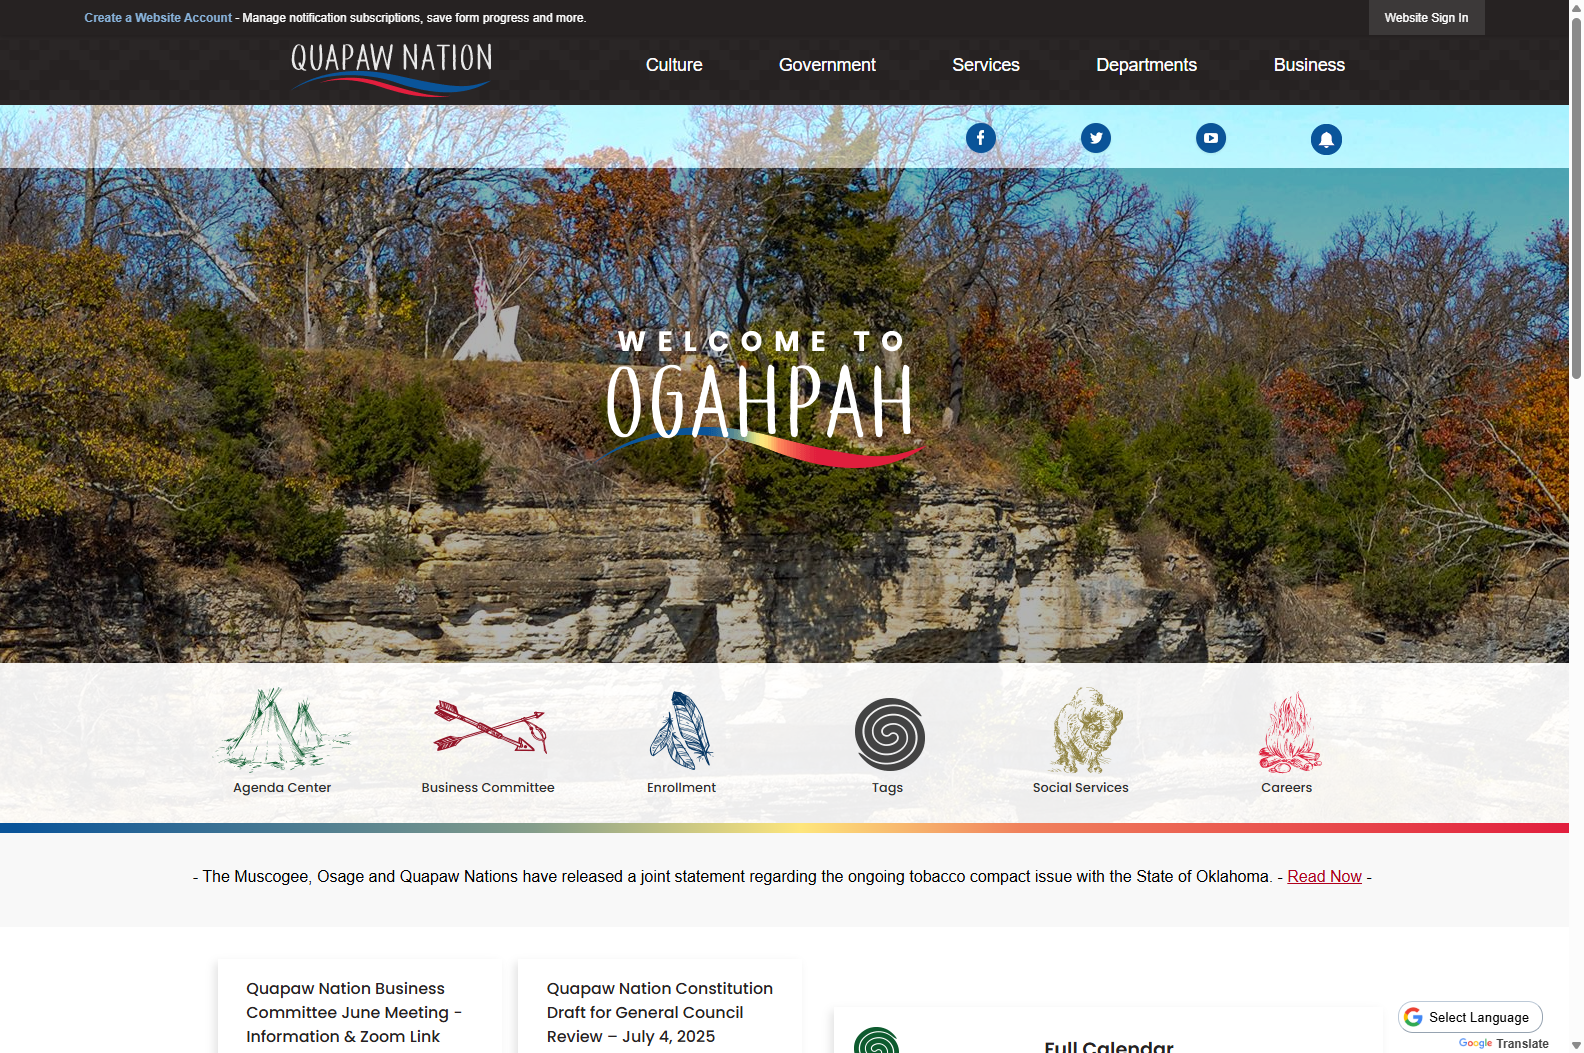 Create a Website Account - Manage notification subscriptions, save form progress and more.
Website Sign In
QUAPAW NATION
Culture
Government
Services
Departments
Business
WELCOME TO
OGAHPAH
Agenda Center
Business Committee
Enrollment
Tags
Social Services
Careers
- The Muscogee, Osage and Quapaw Nations have released a joint statement regarding the ongoing tobacco compact issue with the State of Oklahoma. - Read Now -
Quapaw Nation Business
Committee June Meeting -
Information & Zoom Link
Quapaw Nation Constitution
Draft for General Council
Review – July 4, 2025
Full Calendar
Select Language
Google Translate